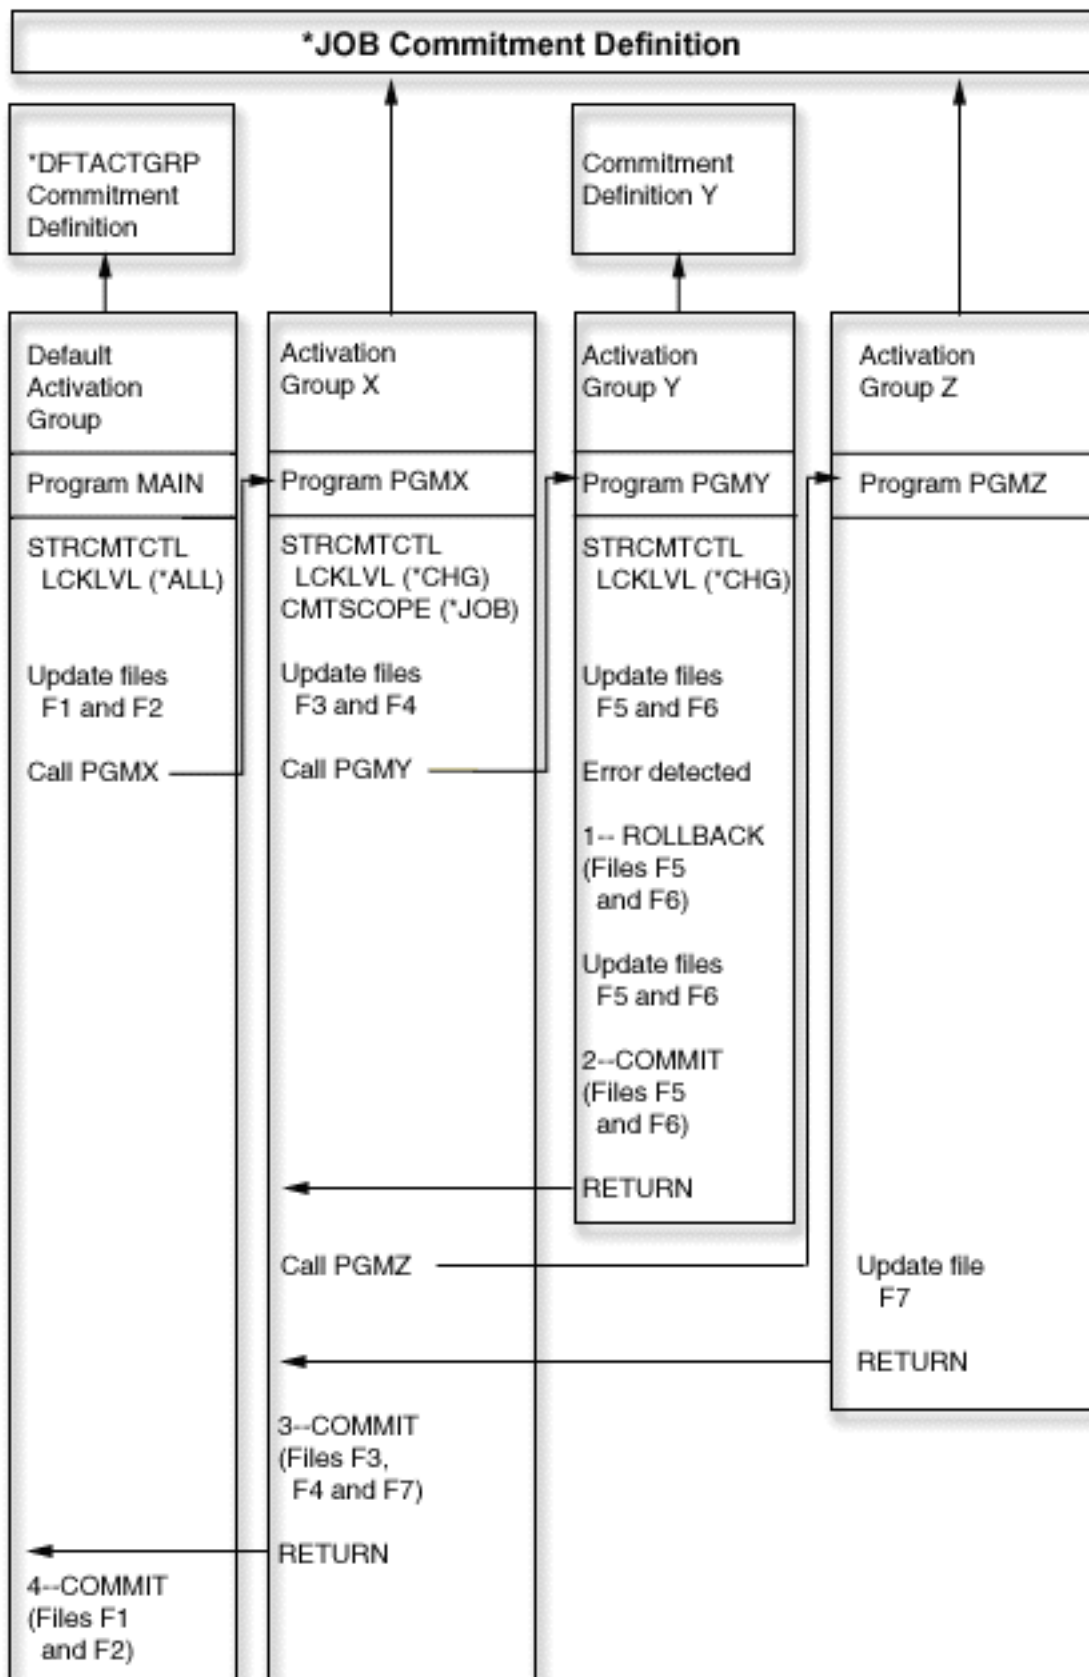 *JOB Commitment Definition
*DFTACTGRP
Commitment
Definition
Commitment
Definition Y
Default
Activation
Group
Activation
Group X
Activation
Group Y
Activation
Group Z
Program MAIN
Program PGMX
Program PGMY
Program PGMZ
STRCMTCTL
LCKLVL (*ALL)
Update files
F1 and F2
Call PGMX
STRCMTCTL
LCKLVL (*CHG)
CMTSCOPE (*JOB)
Update files
F3 and F4
Call PGMY
STRCMTCTL
LCKLVL (*CHG)
Update files
F5 and F6
Error detected
1-- ROLLBACK
(Files F5
and F6)
Update files
F5 and F6
2--COMMIT
(Files F5
and F6)
RETURN
Call PGMZ
Update file
F7
RETURN
3--COMMIT
(Files F3,
F4 and F7)
RETURN
4--COMMIT
(Files F1
and F2)